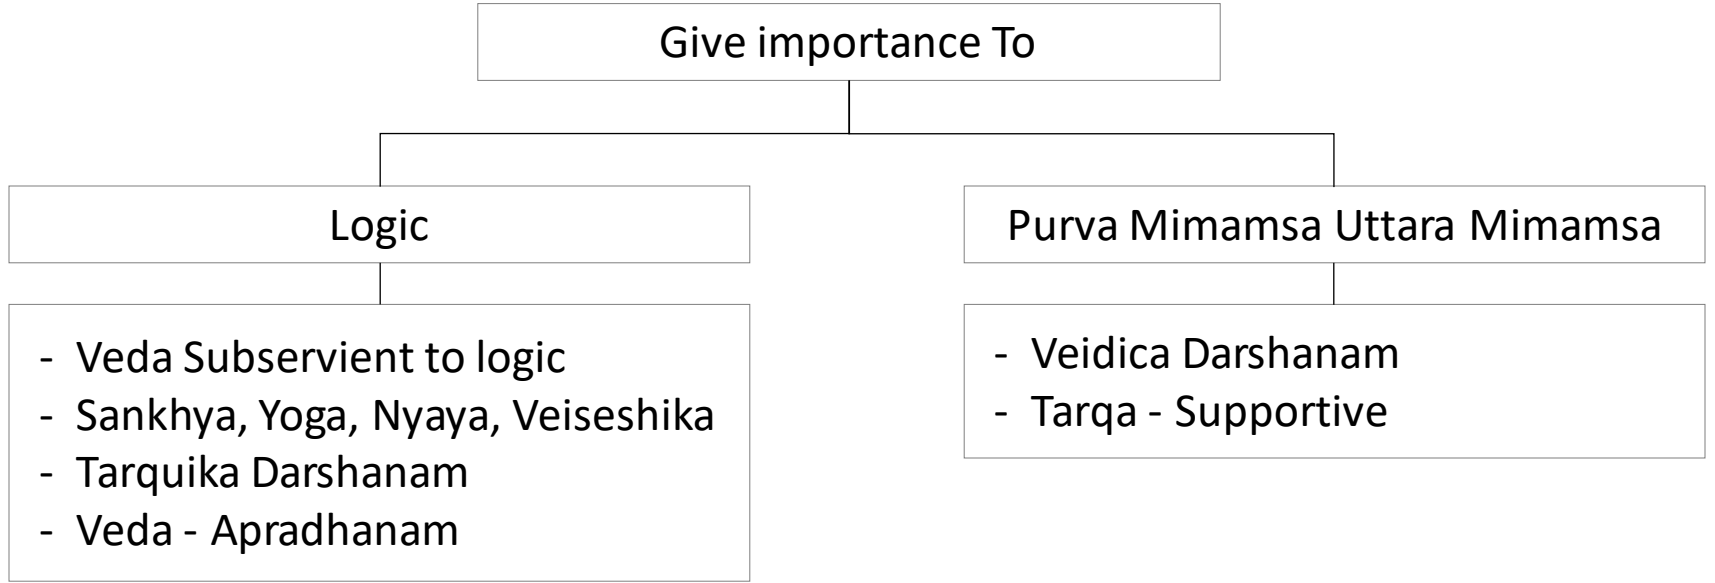 Give importance To
Logic
- Veda Subservient to logic
- Sankhya, Yoga, Nyaya, Veiseshika
- Tarquika Darshanam
- Veda - Apradhanam
Purva Mimamsa Uttara Mimamsa
- Veidica Darshanam
- Tarqa - Supportive